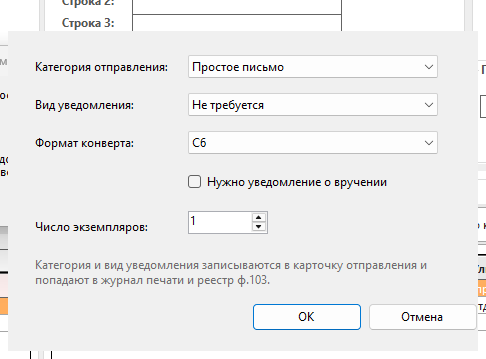 Строка 2:
Строка 3:
Категория отправления: Простое письмо
Вид уведомления: Не требуется
Формат конверта: C6
Нужно уведомление о вручении
Число экземпляров: 1
Категория и вид уведомления записываются в карточку отправления и
попадают в журнал печати и реестр ф.103.
ОК Отмена